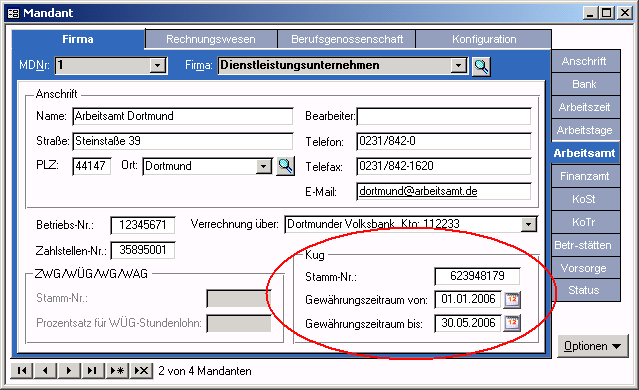 Mandant
Firma Rechnungswesen Berufsgenossenschaft Konfiguration
MDNr: 1 Firma: Dienstleistungsunternehmen
Anschrift
Name: Arbeitsamt Dortmund Bearbeiter:
Straße: Steinstaße 39 Telefon: 0231/842-0
PLZ: 44147 Ort: Dortmund Telefax: 0231/842-1620
E-Mail: dortmund@arbeitsamt.de
Betriebs-Nr.: 12345671 Verrechnung über: Dortmunder Volksbank, Kto: 112233
Zahlstellen-Nr.: 35895001
ZWG/WÜG/WG/WAG
Stamm-Nr.:
Prozentsatz für WÜG-Stundenlohn:
Kug
Stamm-Nr.: 623948179
Gewährungszeitraum von: 01.01.2006 12
Gewährungszeitraum bis: 30.05.2006 12
Anschrift
Bank
Arbeitszeit
Arbeitstage
Arbeitsamt
Finanzamt
KoSt
KoTr
Betr-stätten
Vorsorge
Status
Optionen
2 von 4 Mandanten